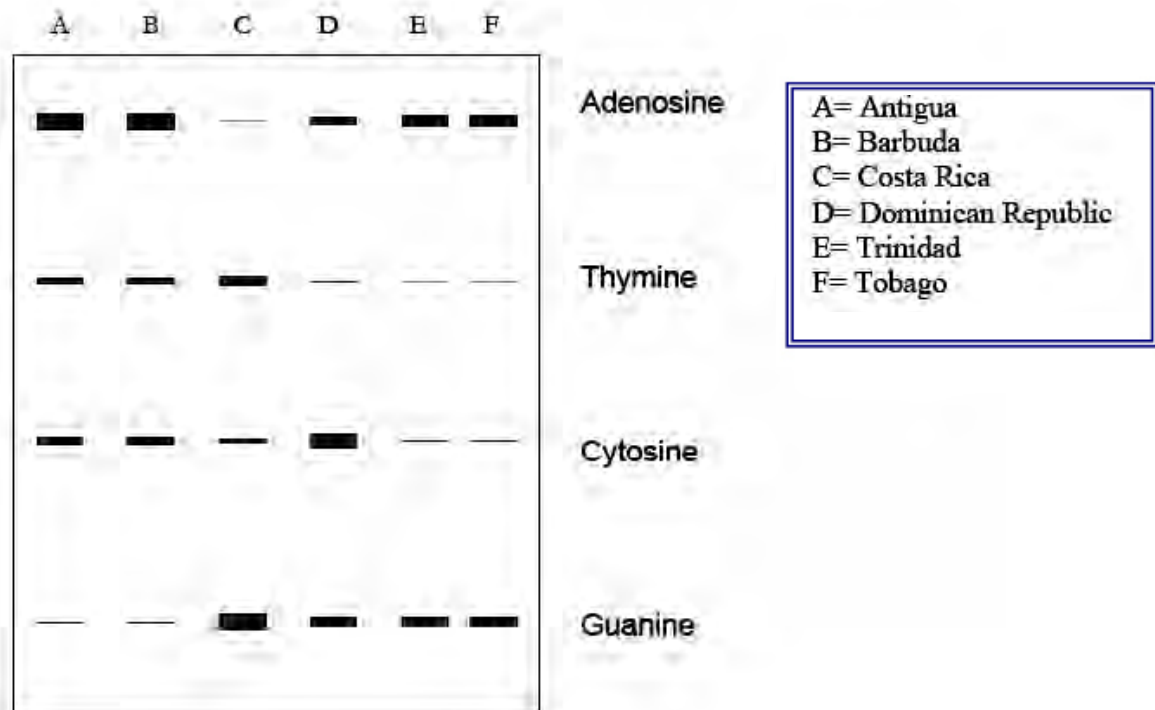 A B C D E F
Adenosine
Thymine
Cytosine
Guanine
A= Antigua
B= Barbuda
C= Costa Rica
D= Dominican Republic
E= Trinidad
F= Tobago